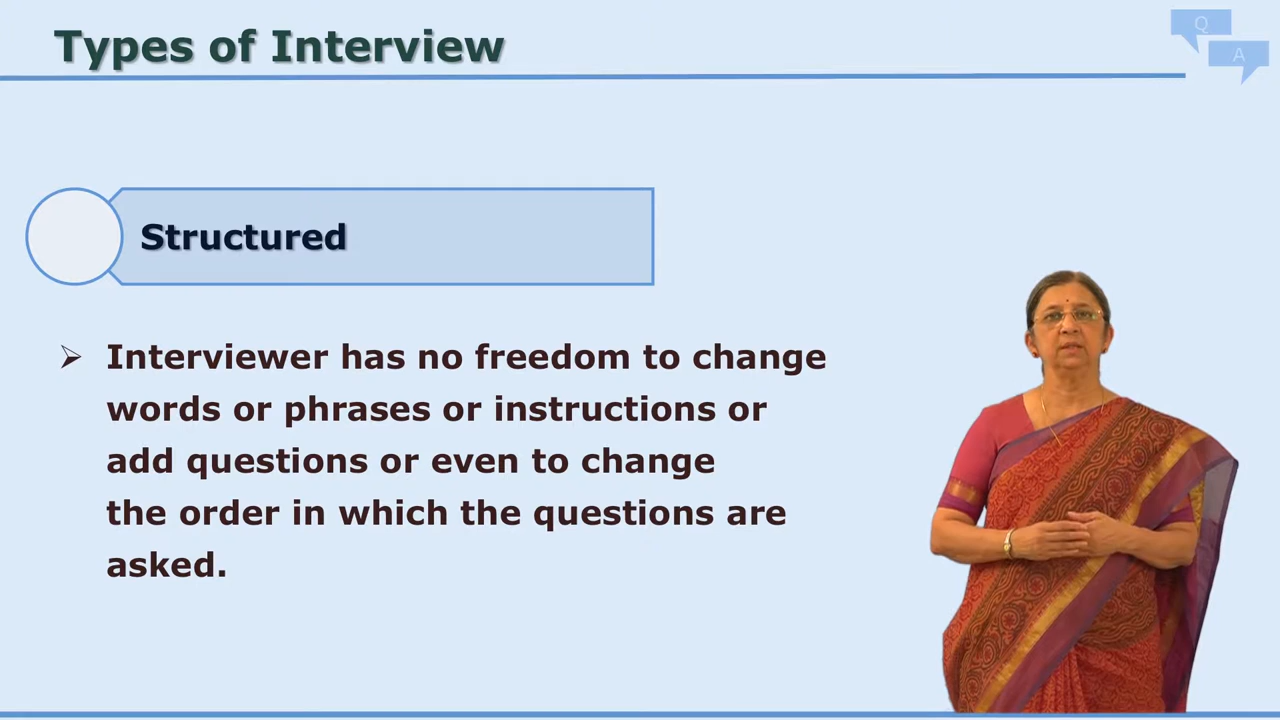 Types of Interview
Q
A
Structured
➢ Interviewer has no freedom to change
words or phrases or instructions or
add questions or even to change
the order in which the questions are
asked.